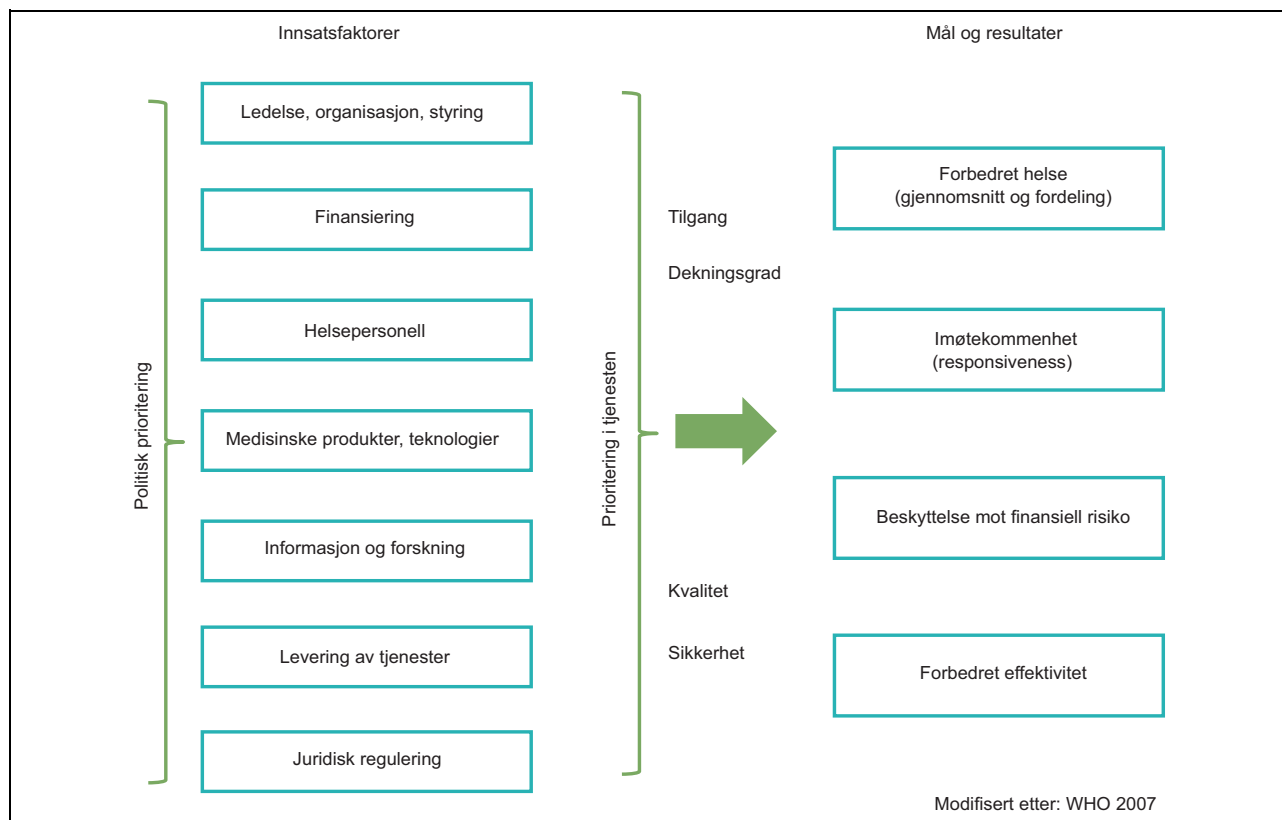 Innsatsfaktorer
Mål og resultater
Politisk prioritering
Ledelse, organisasjon, styring
Finansiering
Helsepersonell
Medisinske produkter, teknologier
Informasjon og forskning
Levering av tjenester
Juridisk regulering
Prioritering i tjenesten
Tilgang
Dekningsgrad
Kvalitet
Sikkerhet
Forbedret helse
(gjennomsnitt og fordeling)
Imøtekommenhet
(responsiveness)
Beskyttelse mot finansiell risiko
Forbedret effektivitet
Modifisert etter: WHO 2007